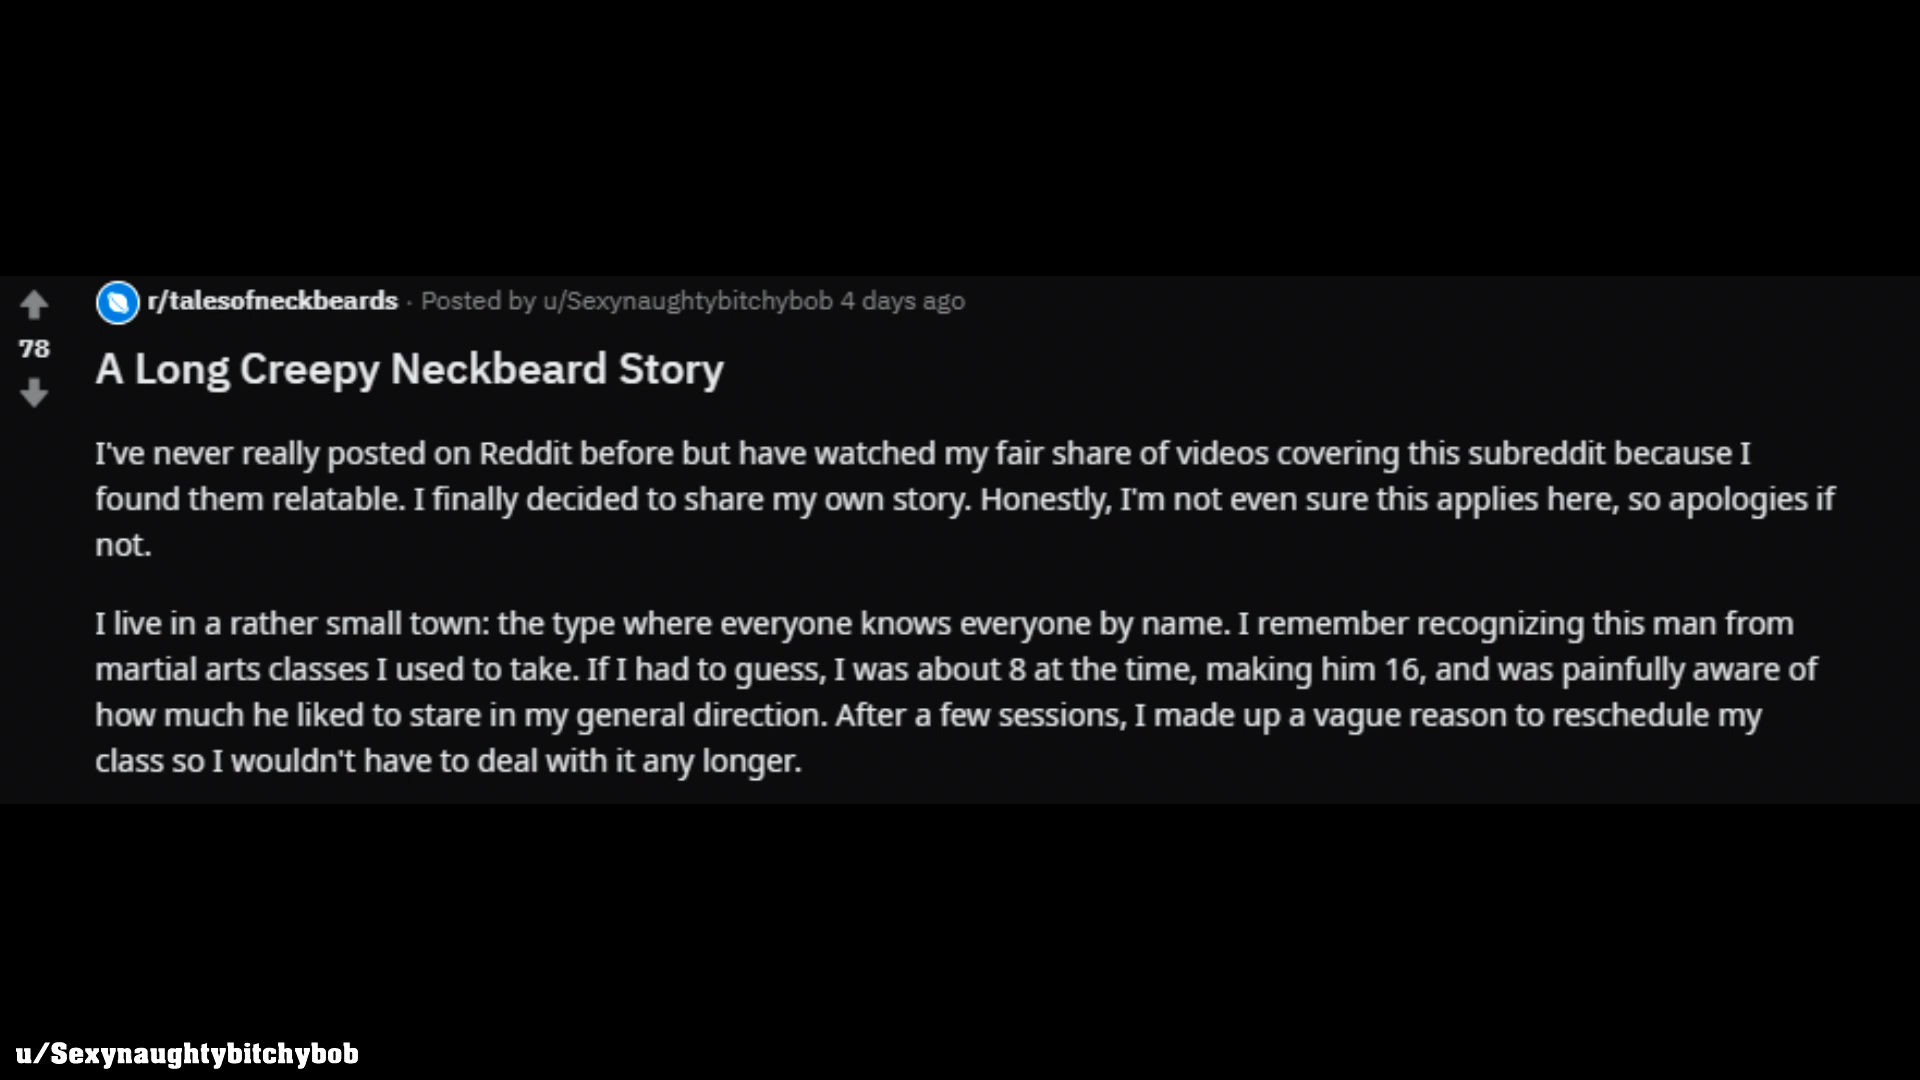 r/talesofneckbeards · Posted by u/Sexynaughtybitchybob 4 days ago
78
A Long Creepy Neckbeard Story
I've never really posted on Reddit before but have watched my fair share of videos covering this subreddit because I
found them relatable. I finally decided to share my own story. Honestly, I'm not even sure this applies here, so apologies if
not.
I live in a rather small town: the type where everyone knows everyone by name. I remember recognizing this man from
martial arts classes I used to take. If I had to guess, I was about 8 at the time, making him 16, and was painfully aware of
how much he liked to stare in my general direction. After a few sessions, I made up a vague reason to reschedule my
class so I wouldn't have to deal with it any longer.
u/Sexynaughtybitchybob